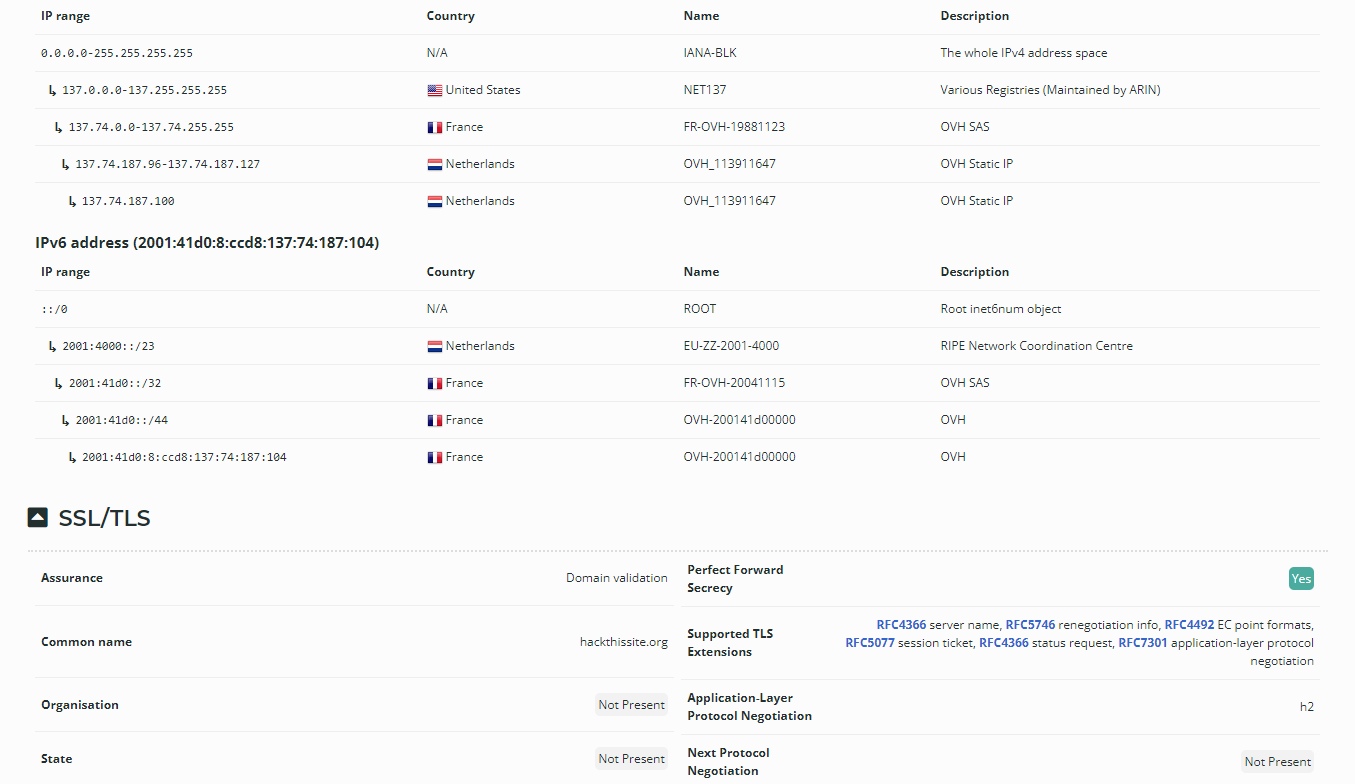 IP range Country Name Description
0.0.0.0-255.255.255.255 N/A IANA-BLK The whole IPv4 address space
↳ 137.0.0.0-137.255.255.255 United States NET137 Various Registries (Maintained by ARIN)
↳ 137.74.0.0-137.74.255.255 France FR-OVH-19881123 OVH SAS
↳ 137.74.187.96-137.74.187.127 Netherlands OVH_113911647 OVH Static IP
↳ 137.74.187.100 Netherlands OVH_113911647 OVH Static IP
IPv6 address (2001:41d0:8:ccd8:137:74:187:104)
IP range Country Name Description
::/0 N/A ROOT Root inet6num object
↳ 2001:4000::/23 Netherlands EU-ZZ-2001-4000 RIPE Network Coordination Centre
↳ 2001:41d0::/32 France FR-OVH-20041115 OVH SAS
↳ 2001:41d0::/44 France OVH-200141d00000 OVH
↳ 2001:41d0:8:ccd8:137:74:187:104 France OVH-200141d00000 OVH
SSL/TLS
Assurance Domain validation
Common name hackthissite.org
Organisation Not Present
State Not Present
Perfect Forward
Secrecy Yes
Supported TLS
Extensions
RFC4366 server name, RFC5746 renegotiation info, RFC4492 EC point formats,
RFC5077 session ticket, RFC4366 status request, RFC7301 application-layer protocol
negotiation
Application-Layer
Protocol Negotiation h2
Next Protocol
Negotiation Not Present